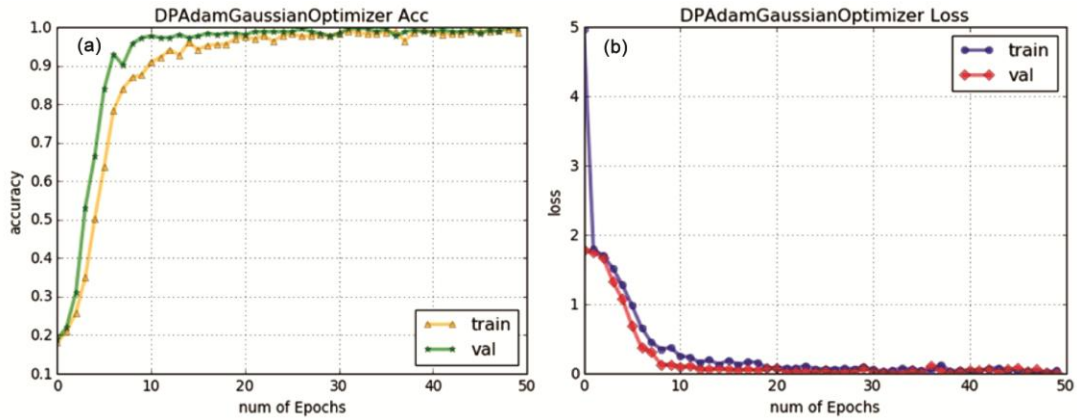 DPAdamGaussianOptimizer Acc
(a)
1.0
0.9
0.8
0.7
0.6
0.5
0.4
0.3
0.2
0.1
accuracy
train
val
0 10 20 30 40 50
num of Epochs
DPAdamGaussianOptimizer Loss
(b)
train
val
5
4
3
2
1
0
loss
0 10 20 30 40 50
num of Epochs